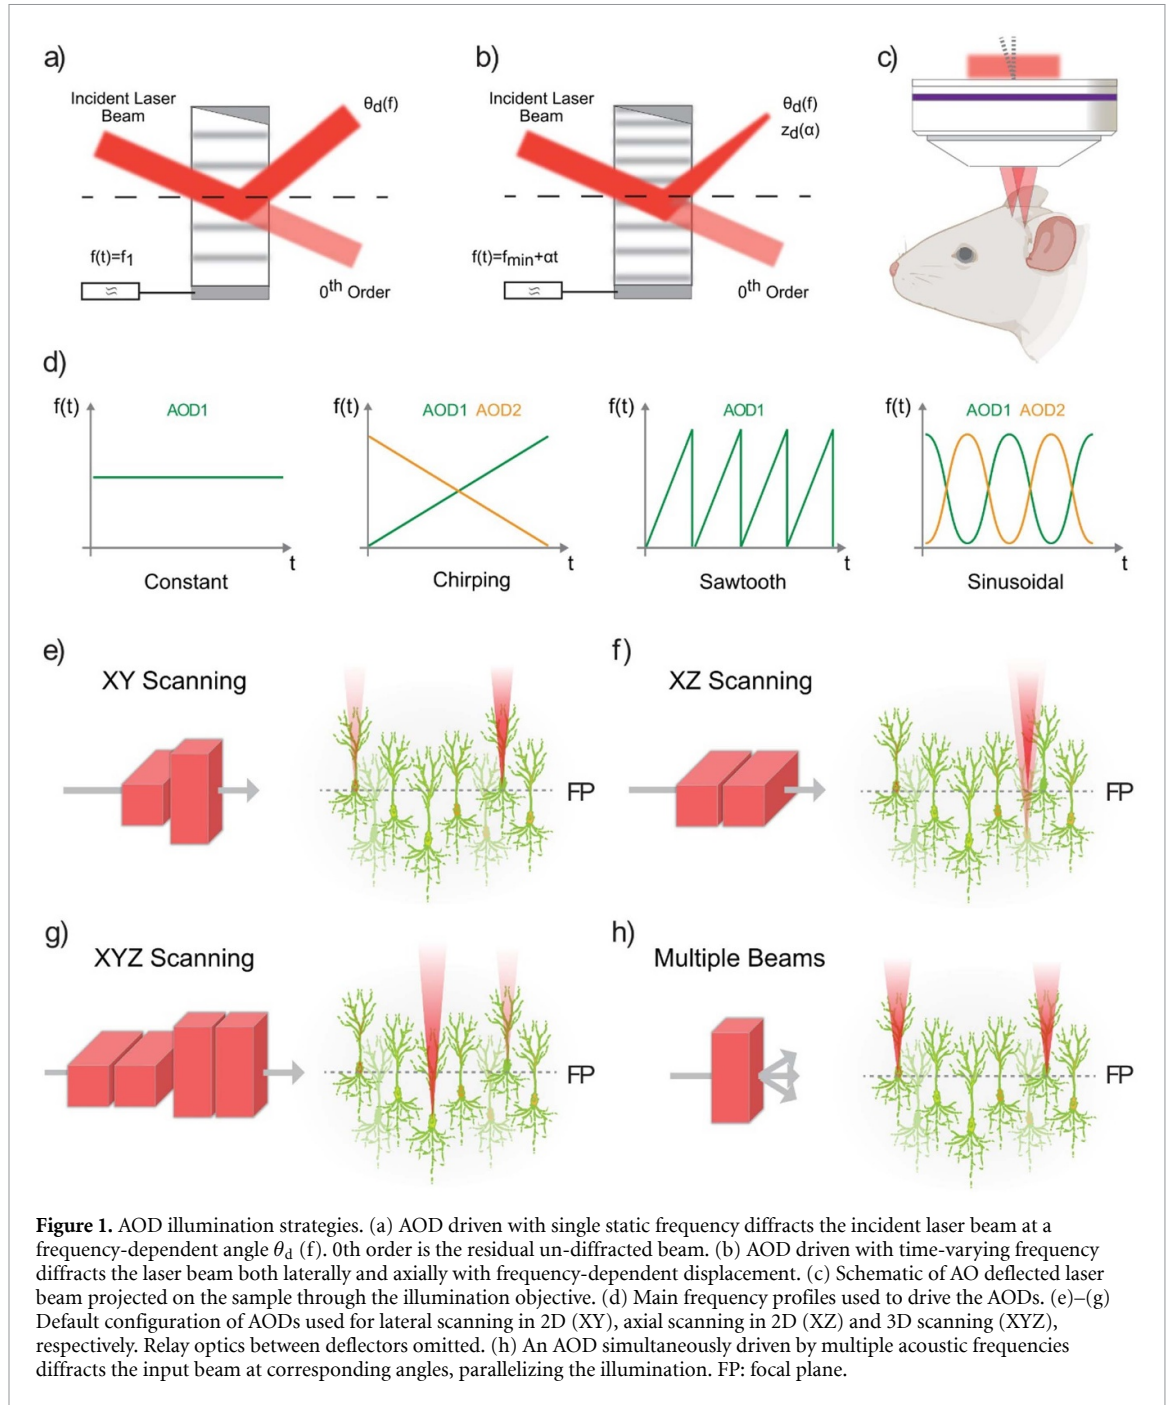 a)
Incident Laser
Beam
θd(f)
f(t)=f1
≈
0th Order
b)
Incident Laser
Beam
θd(f)
zd(α)
f(t)=fmin+αt
≈
0th Order
c)
d)
f(t)
AOD1
t
Constant
f(t)
AOD1 AOD2
t
Chirping
f(t)
AOD1
t
Sawtooth
f(t)
AOD1 AOD2
t
Sinusoidal
e)
XY Scanning
FP
f)
XZ Scanning
FP
g)
XYZ Scanning
FP
h)
Multiple Beams
FP
Figure 1. AOD illumination strategies. (a) AOD driven with single static frequency diffracts the incident laser beam at a
frequency-dependent angle θd (f). 0th order is the residual un-diffracted beam. (b) AOD driven with time-varying frequency
diffracts the laser beam both laterally and axially with frequency-dependent displacement. (c) Schematic of AO deflected laser
beam projected on the sample through the illumination objective. (d) Main frequency profiles used to drive the AODs. (e)–(g)
Default configuration of AODs used for lateral scanning in 2D (XY), axial scanning in 2D (XZ) and 3D scanning (XYZ),
respectively. Relay optics between deflectors omitted. (h) An AOD simultaneously driven by multiple acoustic frequencies
diffracts the input beam at corresponding angles, parallelizing the illumination. FP: focal plane.